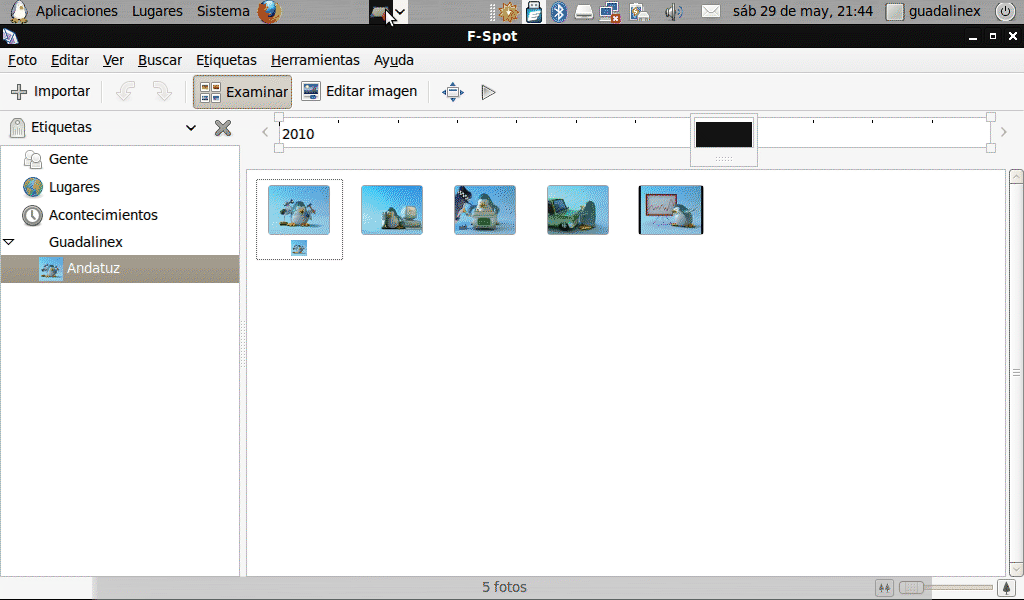 Aplicaciones Lugares Sistema sáb 29 de may, 21:44 guadalinex
F-Spot
Foto Editar Ver Buscar Etiquetas Herramientas Ayuda
Importar Examinar Editar imagen
Etiquetas
2010
Gente
Lugares
Acontecimientos
Guadalinex
Andatuz
5 fotos